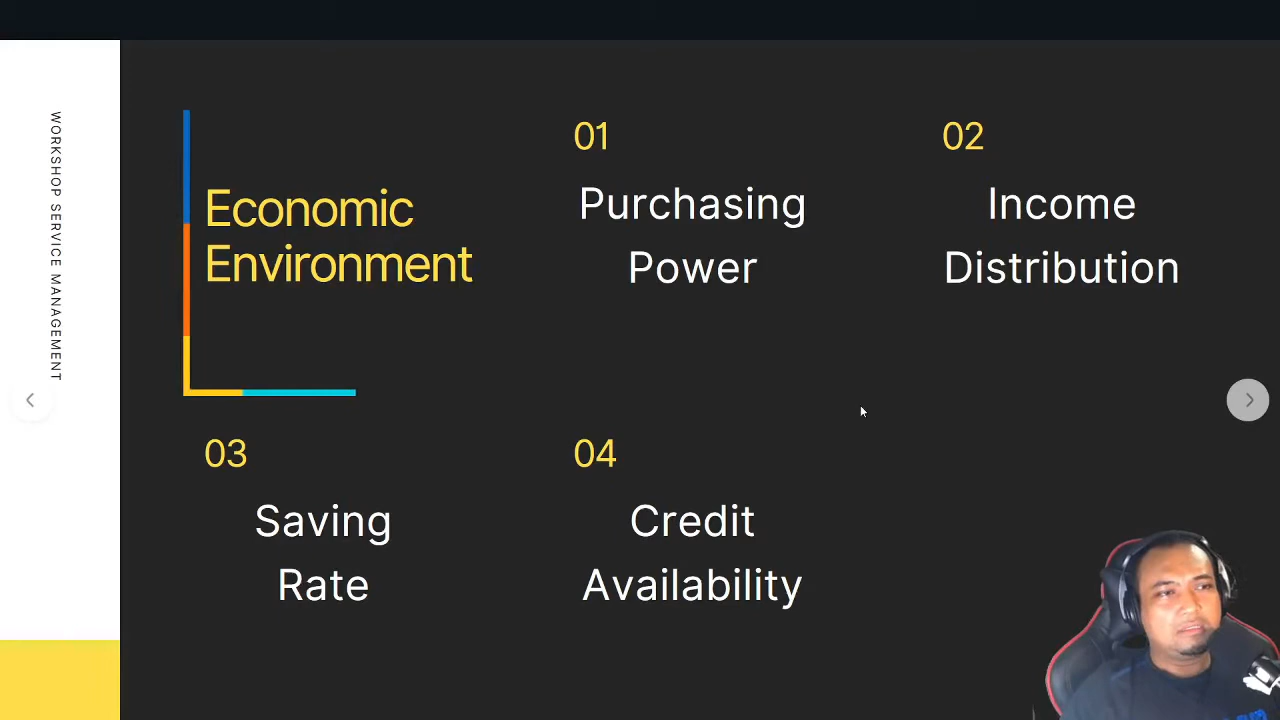 WORKSHOP SERVICE MANAGEMENT
Economic
Environment
01
Purchasing
Power
02
Income
Distribution
03
Saving
Rate
04
Credit
Availability